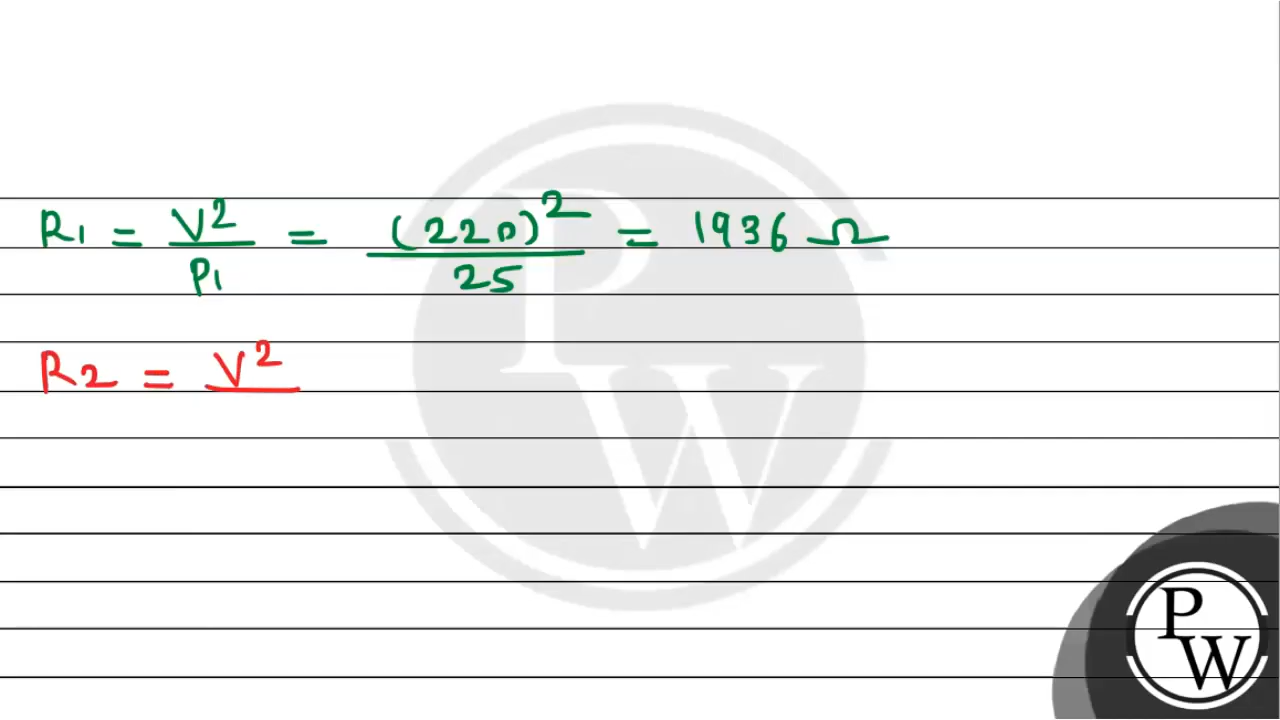 R1 = V² / P1 = (220)² / 25 = 1936 Ω
R2 = V²
P
W
P
W